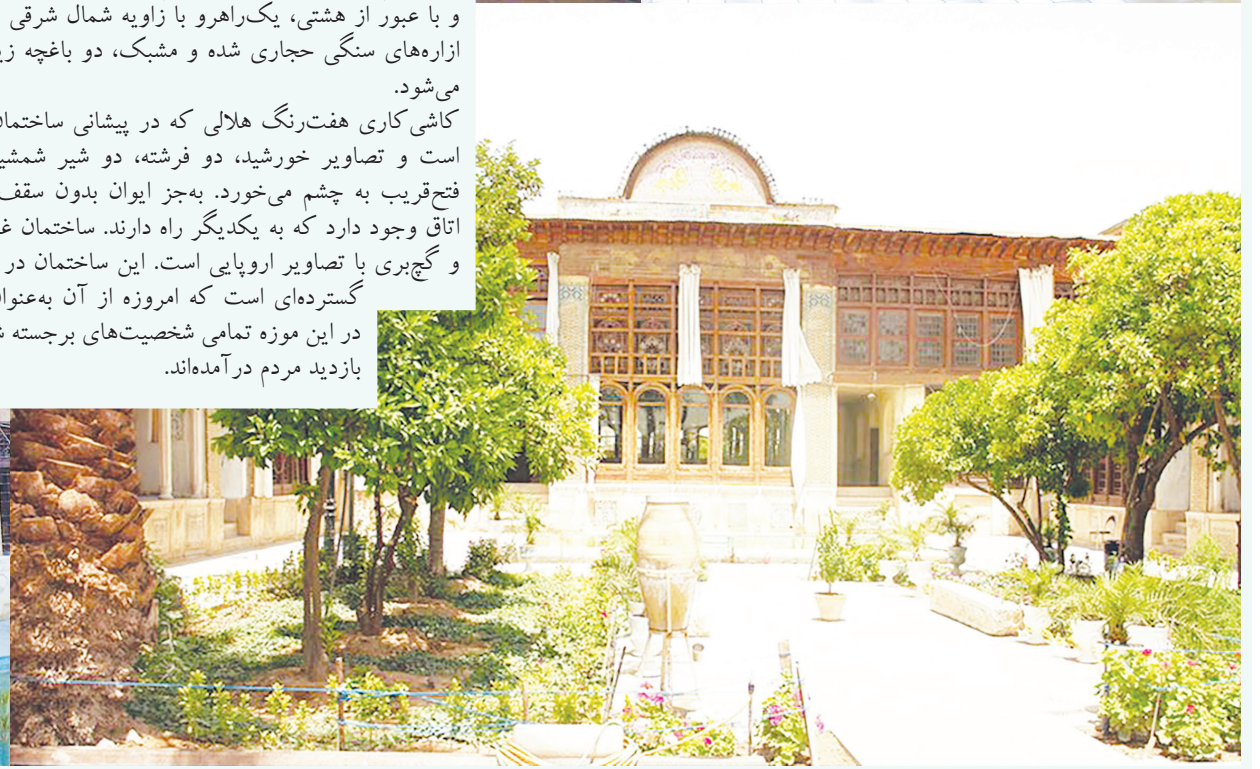 و با عبور از هشتی، یک‌راهرو با زاویه شمال شرقی
ازاره‌های سنگی حجاری شده و مشبک، دو باغچه
می‌شود.
کاشی‌کاری هفت‌رنگ هلالی که در پیشانی
است و تصاویر خورشید، دو فرشته، دو شیر
فتح‌قریب به چشم می‌خورد. به‌جز ایوان بدون سقف
اتاق وجود دارد که به یکدیگر راه دارند. ساختمان
و گچ‌بری با تصاویر اروپایی است. این ساختمان در
گسترده‌ای است که امروزه از آن
در این موزه تمامی شخصیت‌های برجسته
بازدید مردم درآمده‌اند.